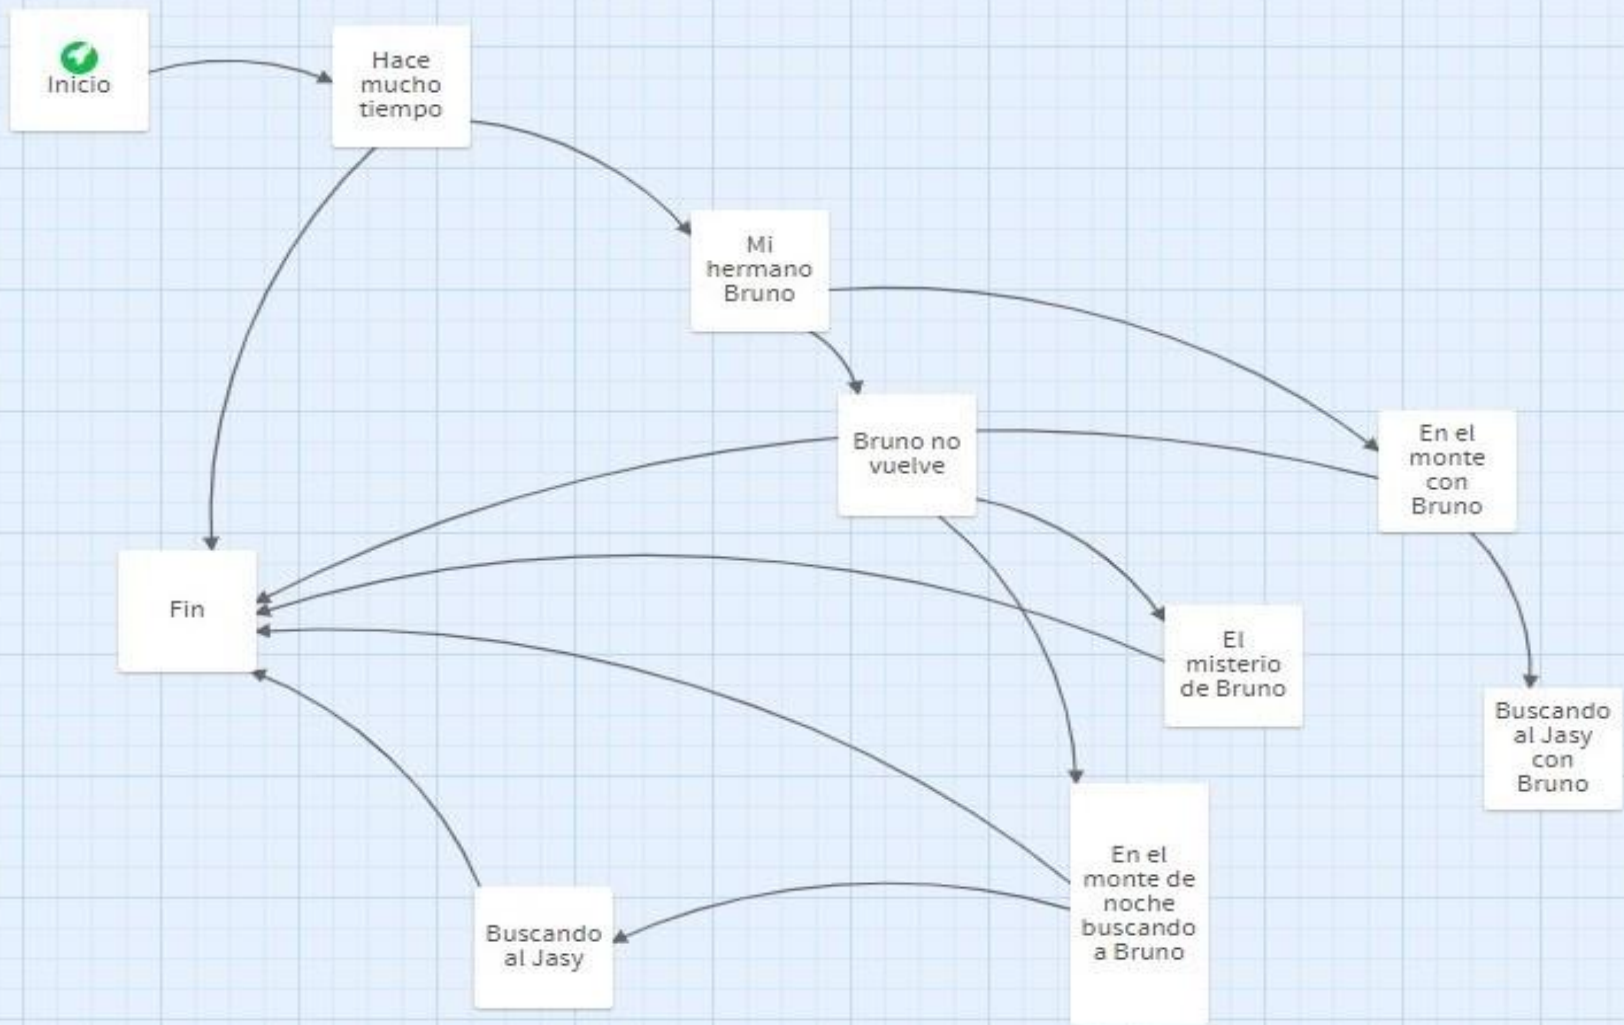 Inicio
Hace
mucho
tiempo
Mi
hermano
Bruno
Bruno no
vuelve
En el
monte
con
Bruno
Fin
El
misterio
de Bruno
Buscando
al Jasy
con
Bruno
En el
monte de
noche
buscando
a Bruno
Buscando
al Jasy